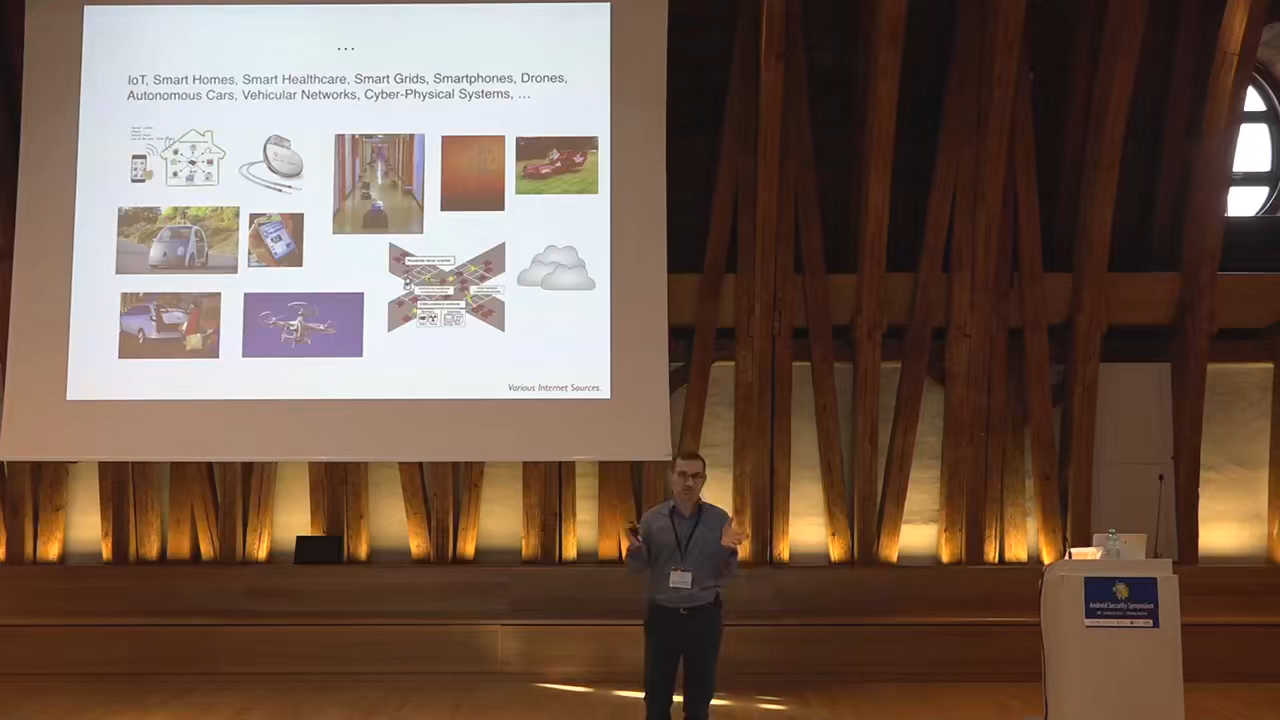 ...
IoT, Smart Homes, Smart Healthcare, Smart Grids, Smartphones, Drones,
Autonomous Cars, Vehicular Networks, Cyber-Physical Systems, ...
Various Internet Sources.
Android Security Symposium